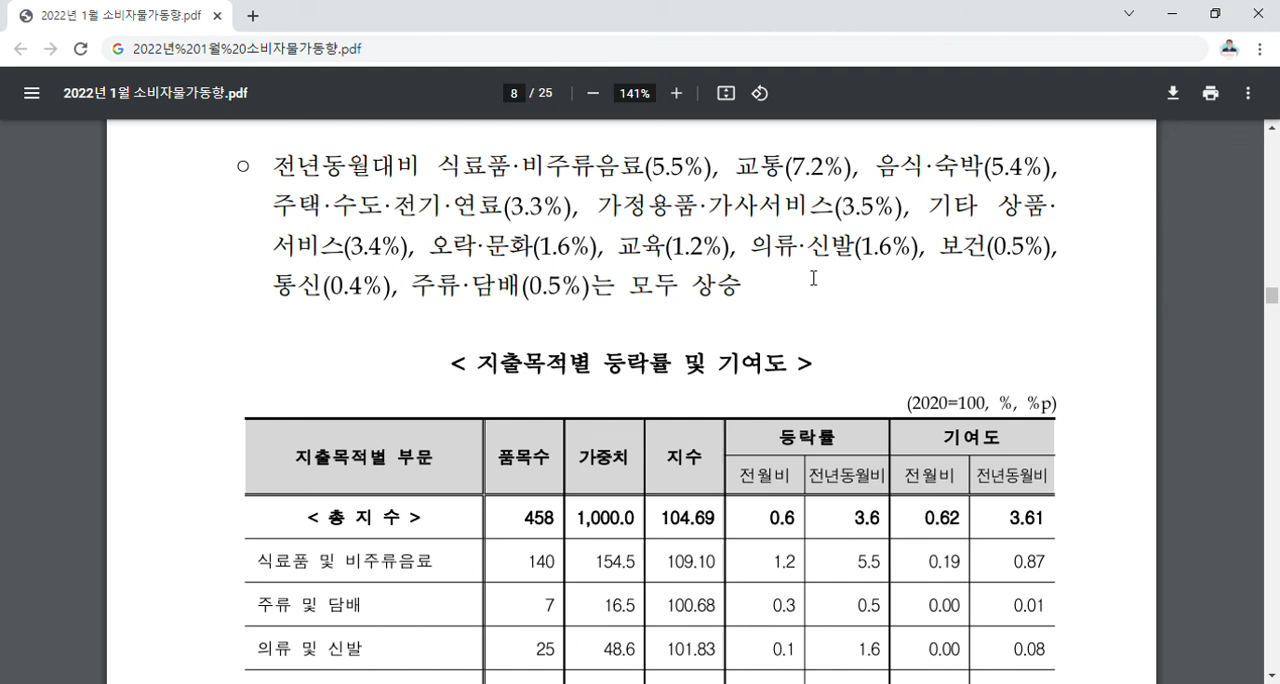 2022년 1월 소비자물가동향.pdf
2022년%201월%20소비자물가동향.pdf
2022년 1월 소비자물가동향.pdf
8 / 25
141%
○ 전년동월대비 식료품·비주류음료(5.5%), 교통(7.2%), 음식·숙박(5.4%),
주택·수도·전기·연료(3.3%), 가정용품·가사서비스(3.5%), 기타 상품·
서비스(3.4%), 오락·문화(1.6%), 교육(1.2%), 의류·신발(1.6%), 보건(0.5%),
통신(0.4%), 주류·담배(0.5%)는 모두 상승
< 지출목적별 등락률 및 기여도 >
(2020=100, %, %p)
지출목적별 부문 품목수 가중치 지수 등락률 기여도
전월비 전년동월비 전월비 전년동월비
< 총 지 수 > 458 1,000.0 104.69 0.6 3.6 0.62 3.61
식료품 및 비주류음료 140 154.5 109.10 1.2 5.5 0.19 0.87
주류 및 담배 7 16.5 100.68 0.3 0.5 0.00 0.01
의류 및 신발 25 48.6 101.83 0.1 1.6 0.00 0.08